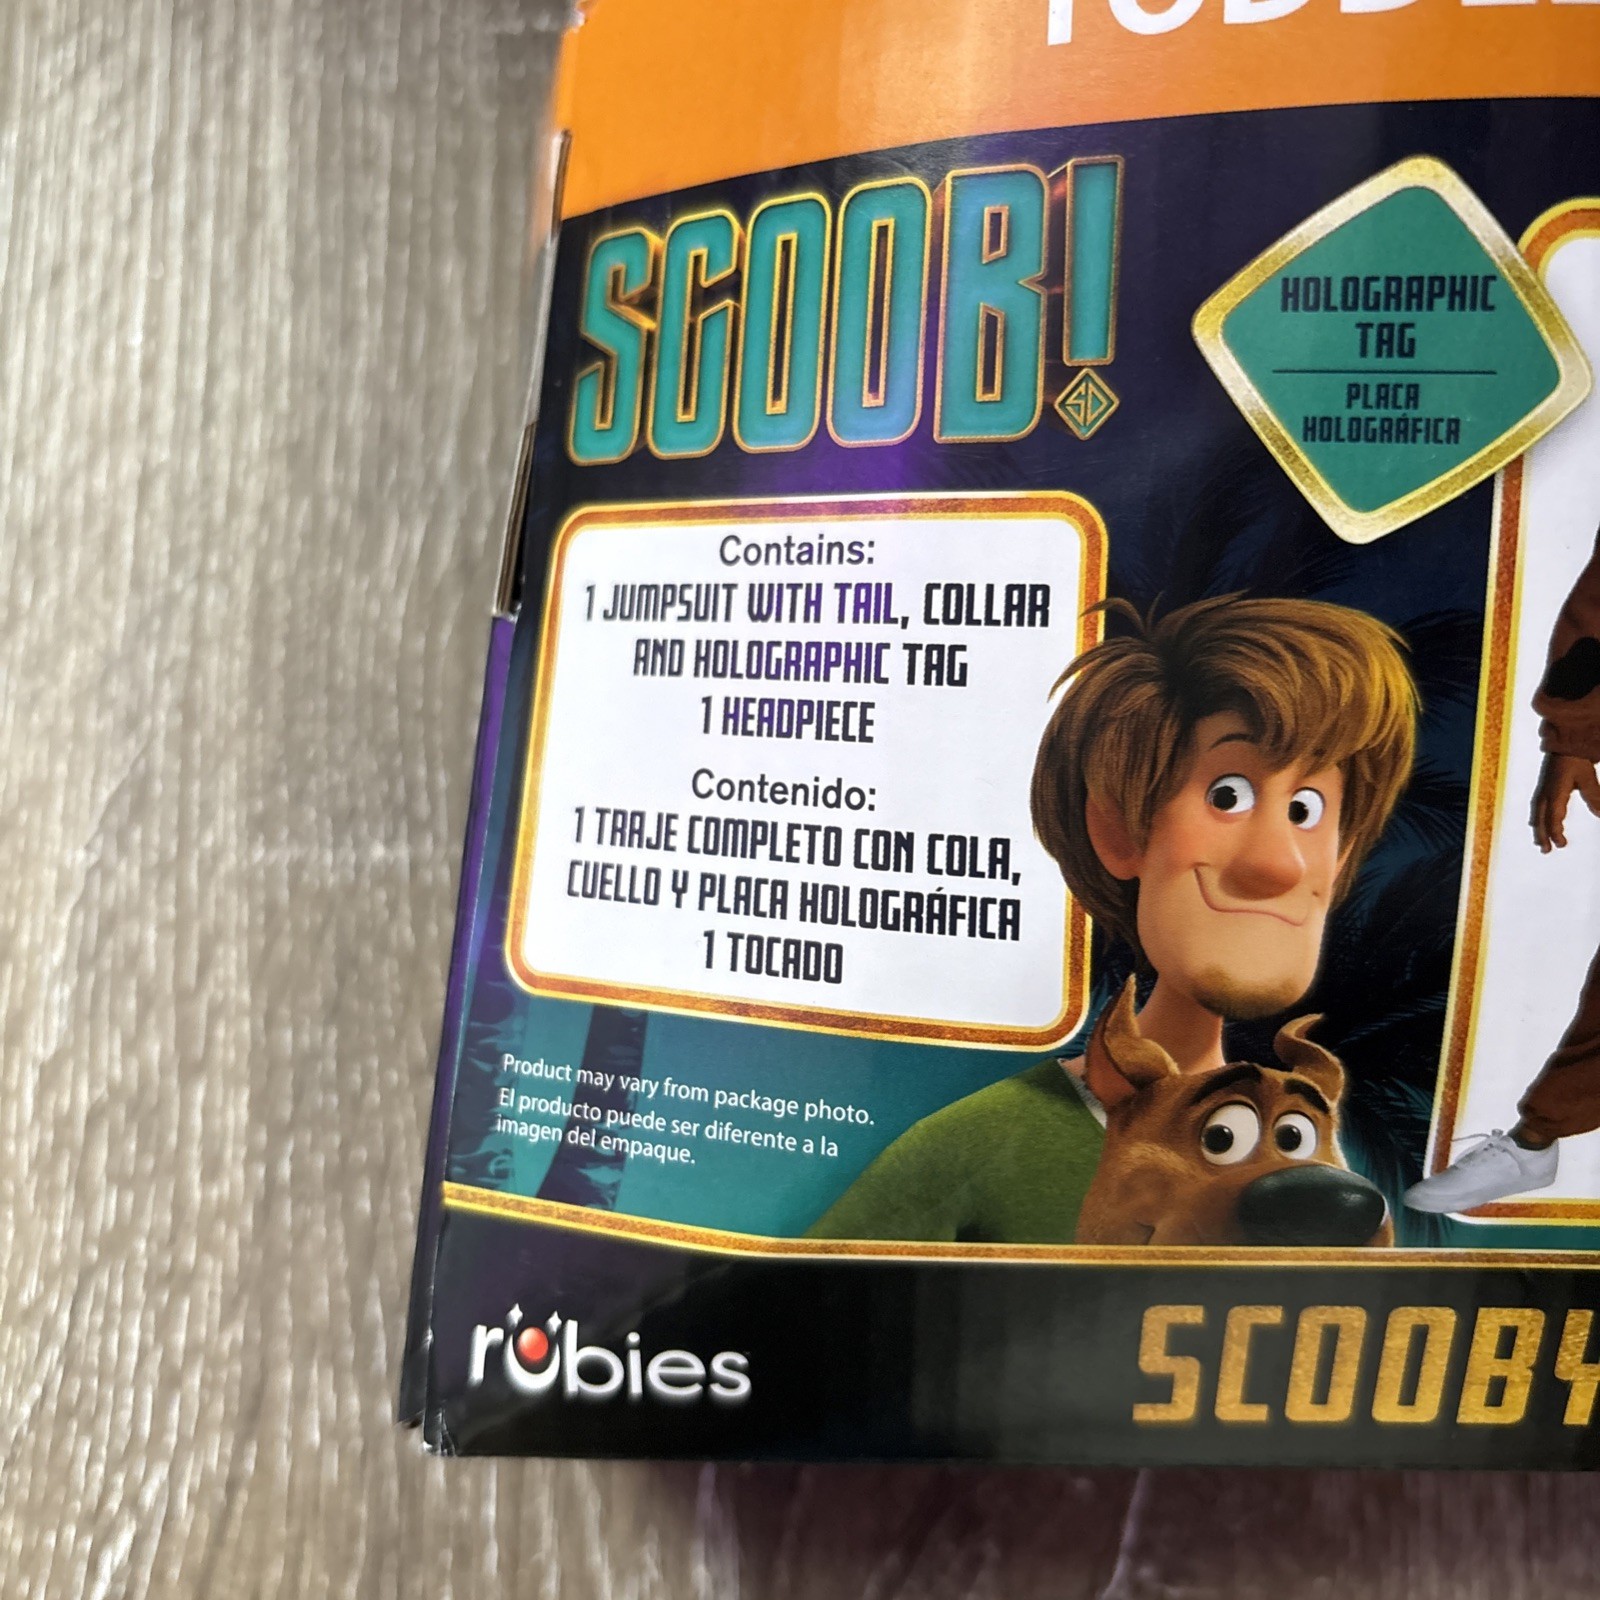 SCOOB!
SD
HOLOGRAPHIC
TAG
PLACA
HOLOGRÁFICA
Contains:
1 JUMPSUIT WITH TAIL, COLLAR
AND HOLOGRAPHIC TAG
1 HEADPIECE
Contenido:
1 TRAJE COMPLETO CON COLA,
CUELLO Y PLACA HOLOGRÁFICA
1 TOCADO
Product may vary from package photo.
El producto puede ser diferente a la
imagen del empaque.
rubies
SCOOBY